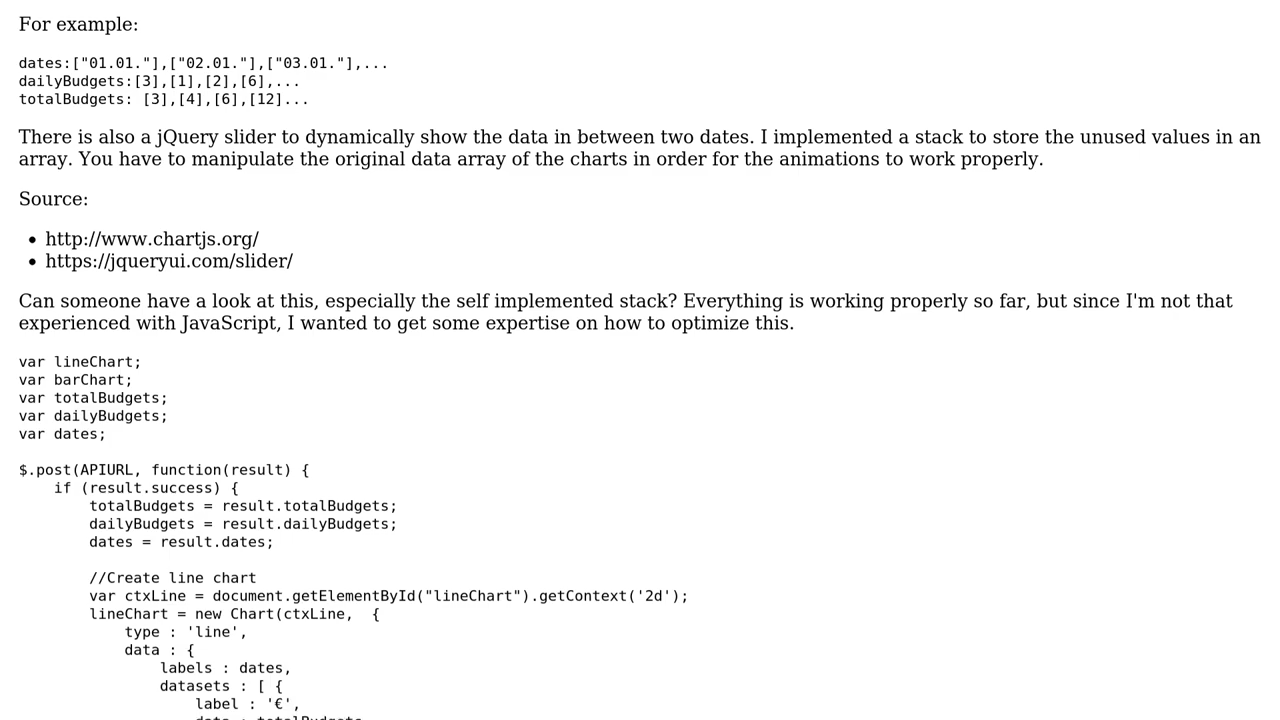 For example:
dates:["01.01."],["02.01."],["03.01."],...
dailyBudgets:[3],[1],[2],[6],...
totalBudgets: [3],[4],[6],[12]...
There is also a jQuery slider to dynamically show the data in between two dates. I implemented a stack to store the unused values in an
array. You have to manipulate the original data array of the charts in order for the animations to work properly.
Source:
• http://www.chartjs.org/
• https://jqueryui.com/slider/
Can someone have a look at this, especially the self implemented stack? Everything is working properly so far, but since I'm not that
experienced with JavaScript, I wanted to get some expertise on how to optimize this.
var lineChart;
var barChart;
var totalBudgets;
var dailyBudgets;
var dates;
$.post(APIURL, function(result) {
    if (result.success) {
        totalBudgets = result.totalBudgets;
        dailyBudgets = result.dailyBudgets;
        dates = result.dates;
        //Create line chart
        var ctxLine = document.getElementById("lineChart").getContext('2d');
        lineChart = new Chart(ctxLine,  {
            type : 'line',
            data : {
                labels : dates,
                datasets : [ {
                    label : '€',
                    data : totalBudgets,